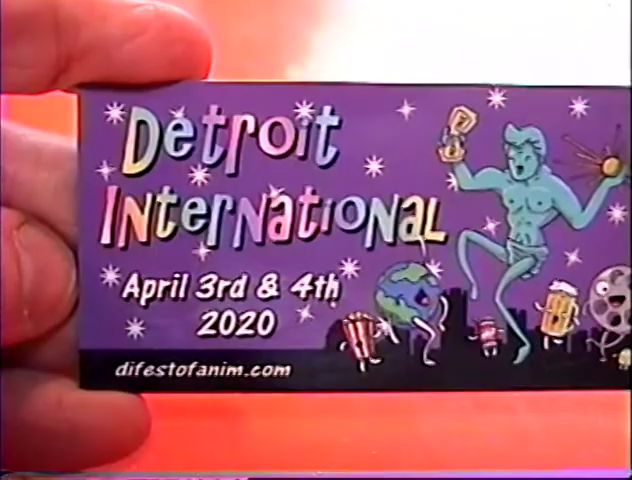 Detroit
International
April 3rd & 4th
2020
difestofanim.com